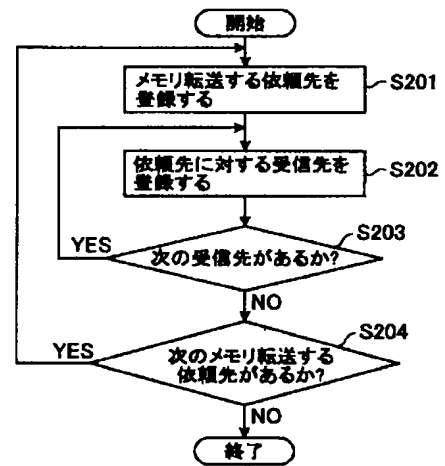 開始
メモリ転送する依頼先を
登録する
S201
依頼先に対する受信先を
登録する
S202
S203
YES
次の受信先があるか?
NO
S204
YES
次のメモリ転送する
依頼先があるか?
NO
終了